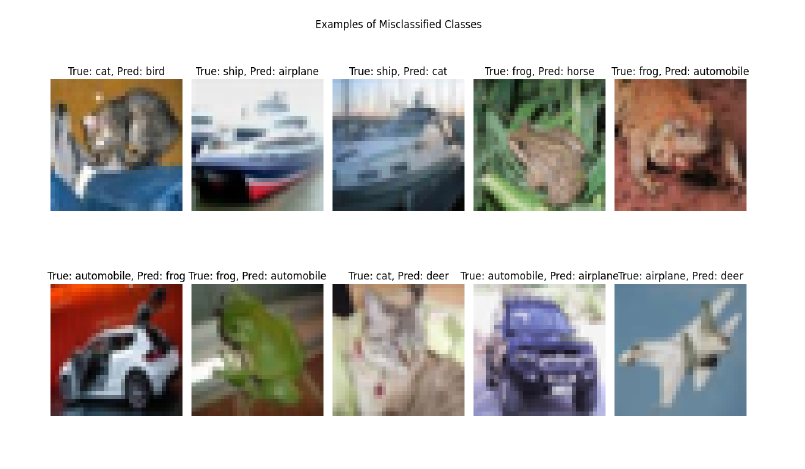 Examples of Misclassified Classes
True: cat, Pred: bird
True: ship, Pred: airplane
True: ship, Pred: cat
True: frog, Pred: horse
True: frog, Pred: automobile
True: automobile, Pred: frog
True: frog, Pred: automobile
True: cat, Pred: deer
True: automobile, Pred: airplane
True: airplane, Pred: deer